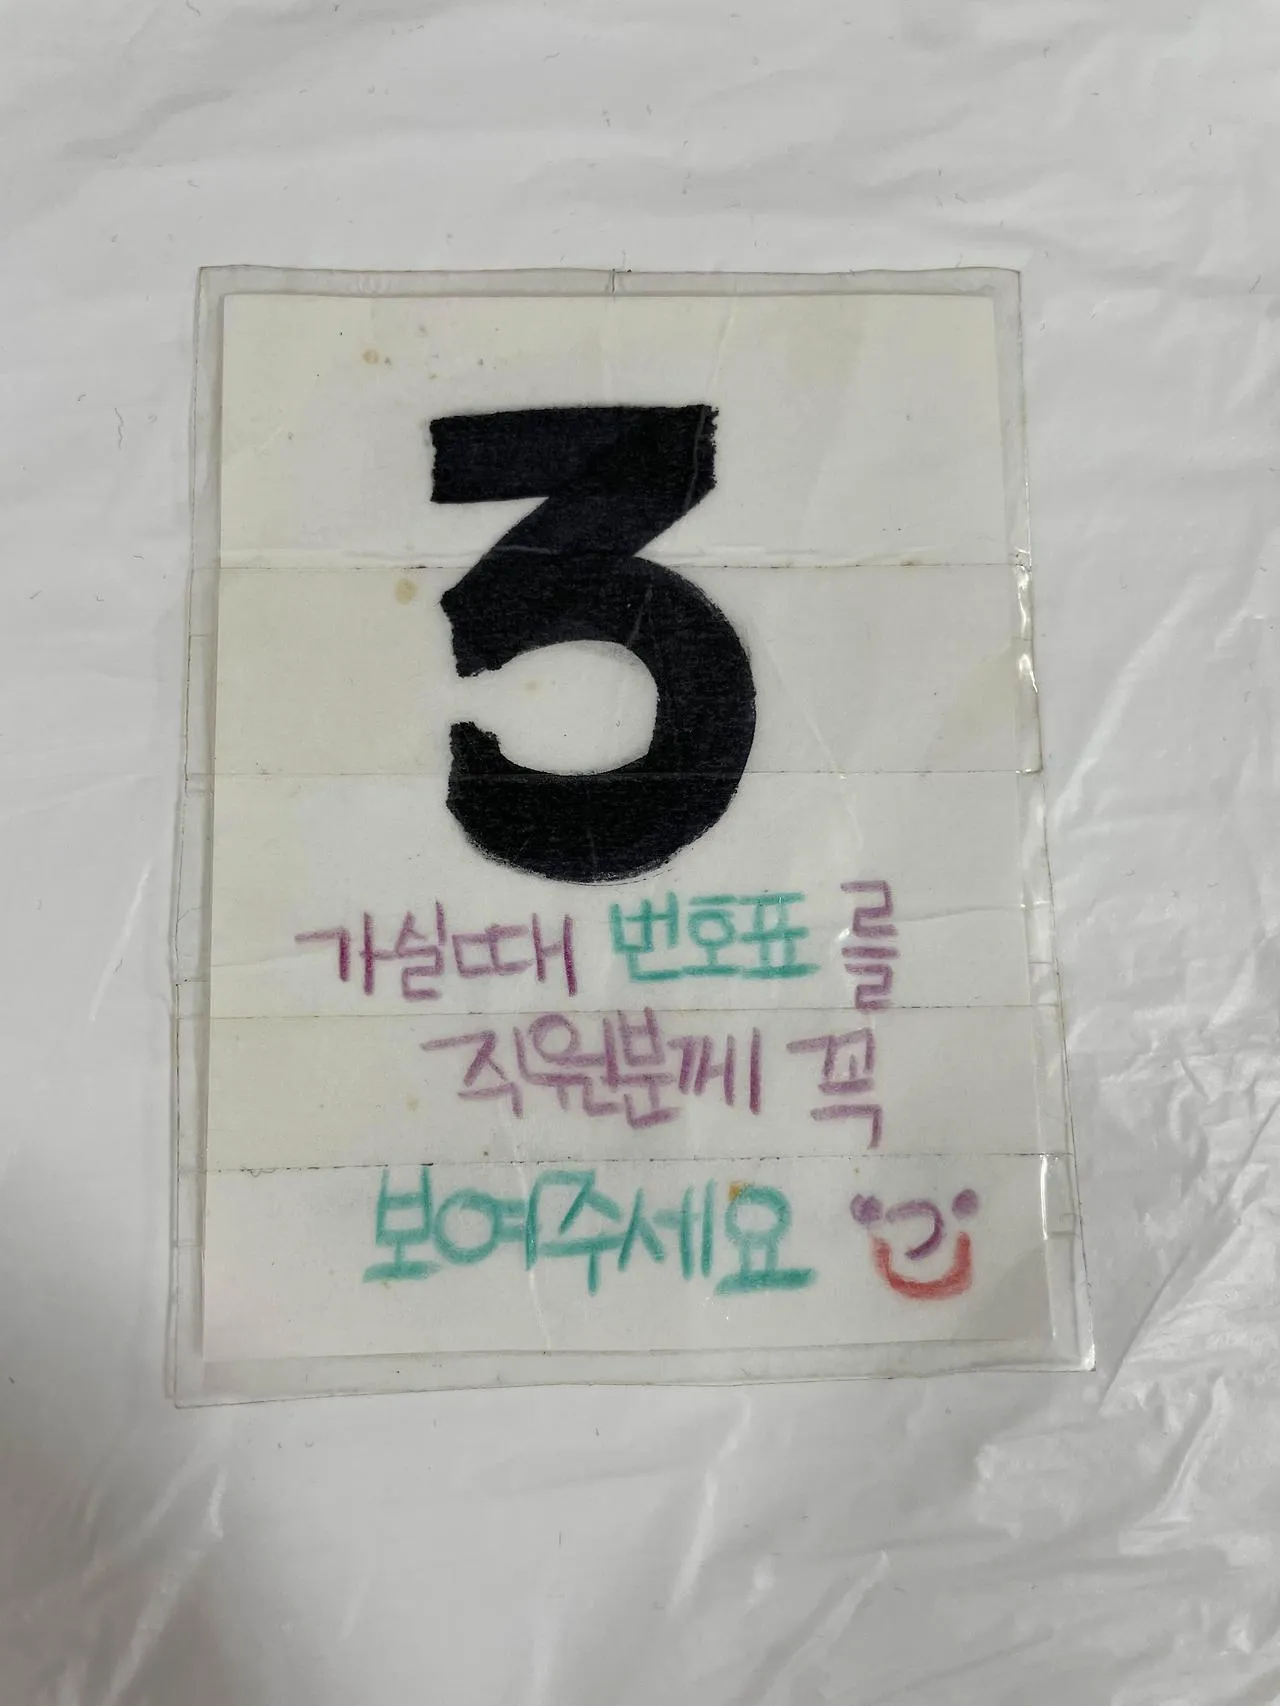 3
가실때 번호표를
직원분께 꼭
보여주세요